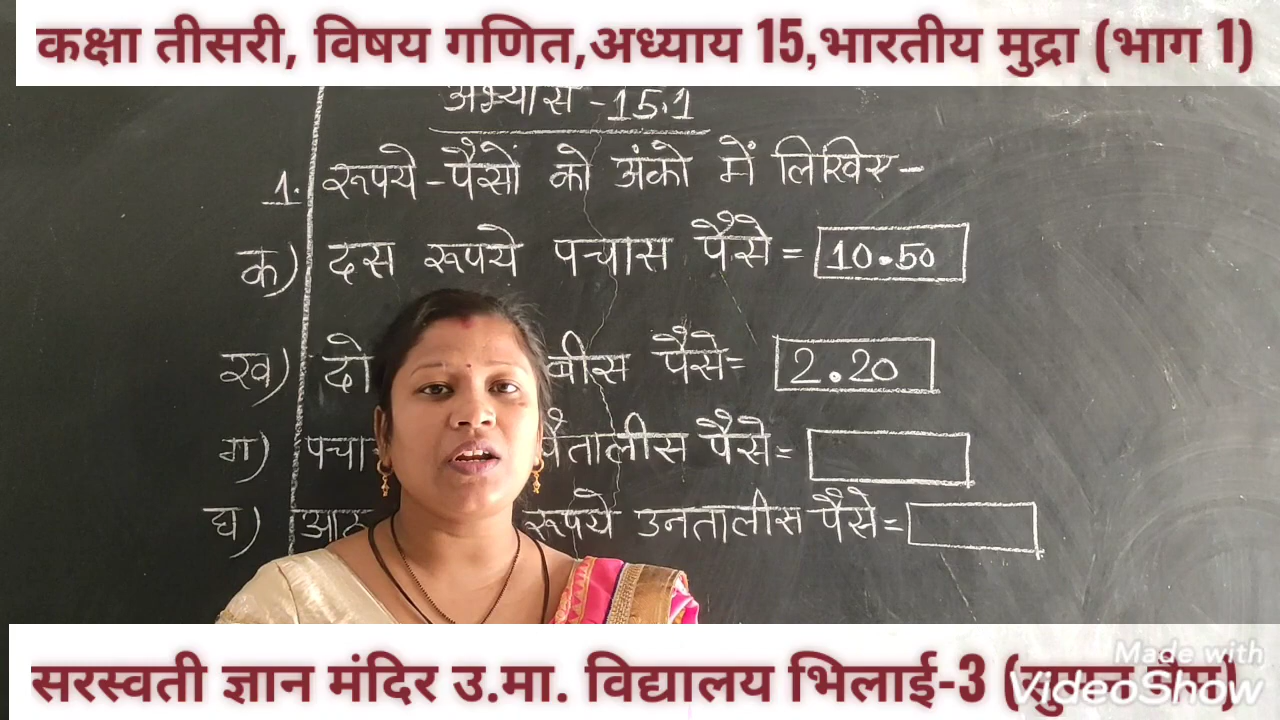 कक्षा तीसरी, विषय गणित,अध्याय 15,भारतीय मुद्रा (भाग 1)
अभ्यास -15.1
1. रूपये-पैसों को अंको में लिखिए-
क) दस रूपये पचास पैसे= 10.50
ख) दो बीस पैसे= 2.20
ग) पैतालीस पैसे=
घ) रूपये उनतालीस पैसे=
सरस्वती ज्ञान मंदिर उ.मा. विद्यालय भिलाई-3
Made with
VideoShow